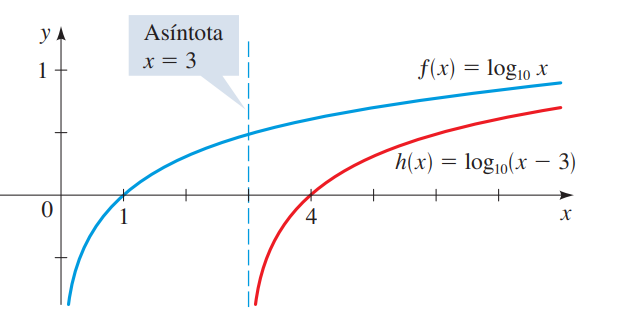 y
Asíntota
x = 3
1
f(x) = log₁₀ x
h(x) = log₁₀(x − 3)
0
1
4
x